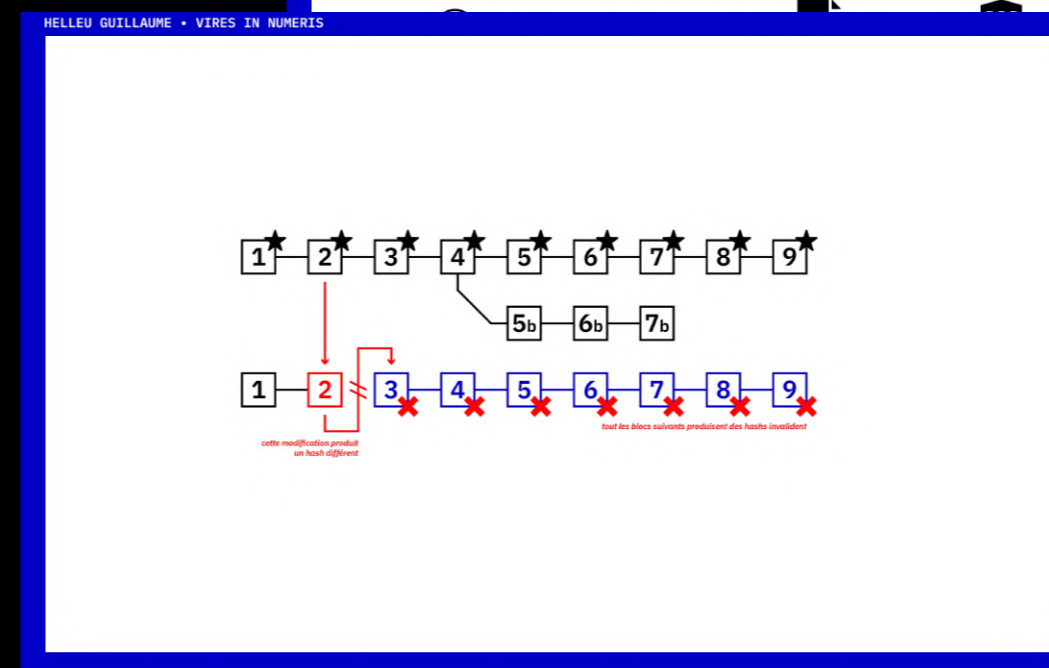 HELLEU GUILLAUME • VIRES IN NUMERIS
1 2 3 4 5 6 7 8 9
5b 6b 7b
1 2 3 4 5 6 7 8 9
tout les blocs suivants produisent des hashs invalident
cette modification produit
un hash différent